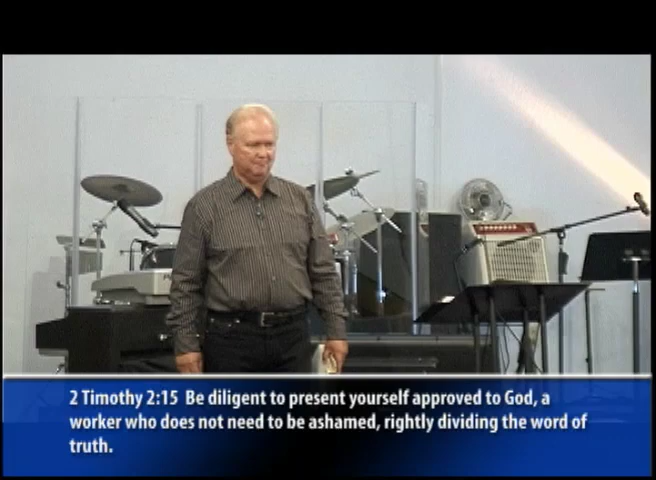 2 Timothy 2:15 Be diligent to present yourself approved to God, a
worker who does not need to be ashamed, rightly dividing the word of
truth.